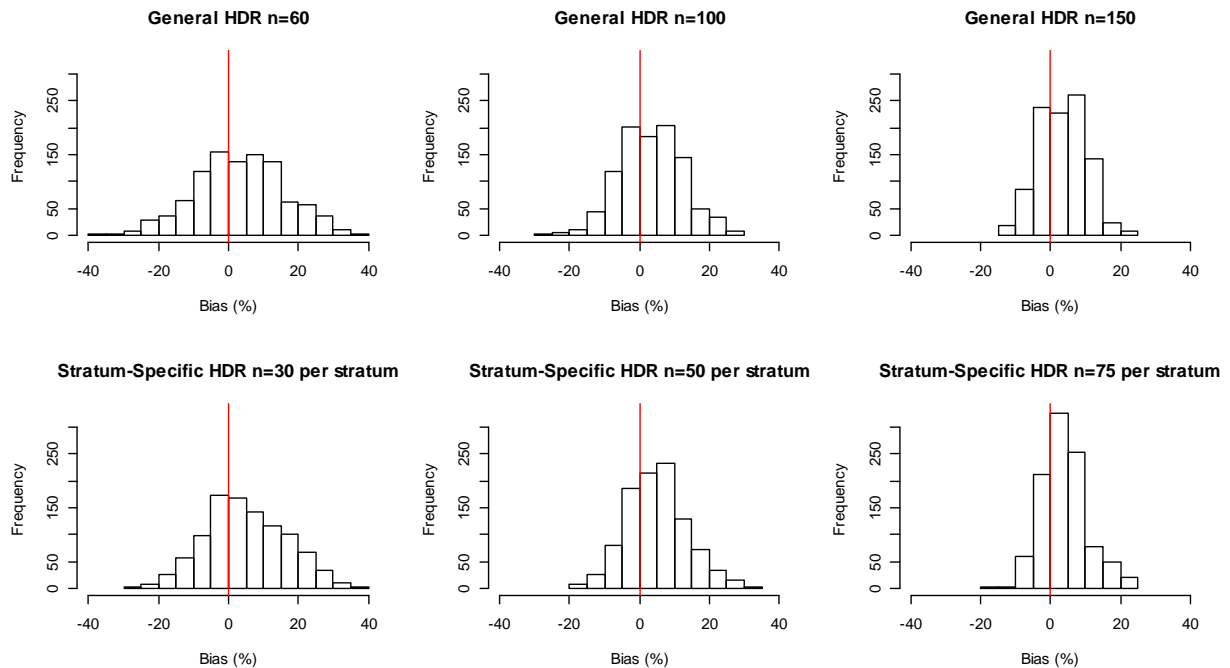 General HDR n=60
General HDR n=100
General HDR n=150
Frequency
0 50 150 250
-40 -20 0 20 40
Bias (%)
Frequency
0 50 150 250
-40 -20 0 20 40
Bias (%)
Frequency
0 50 150 250
-40 -20 0 20 40
Bias (%)
Stratum-Specific HDR n=30 per stratum
Stratum-Specific HDR n=50 per stratum
Stratum-Specific HDR n=75 per stratum
Frequency
0 50 150 250
-40 -20 0 20 40
Bias (%)
Frequency
0 50 150 250
-40 -20 0 20 40
Bias (%)
Frequency
0 50 150 250
-40 -20 0 20 40
Bias (%)